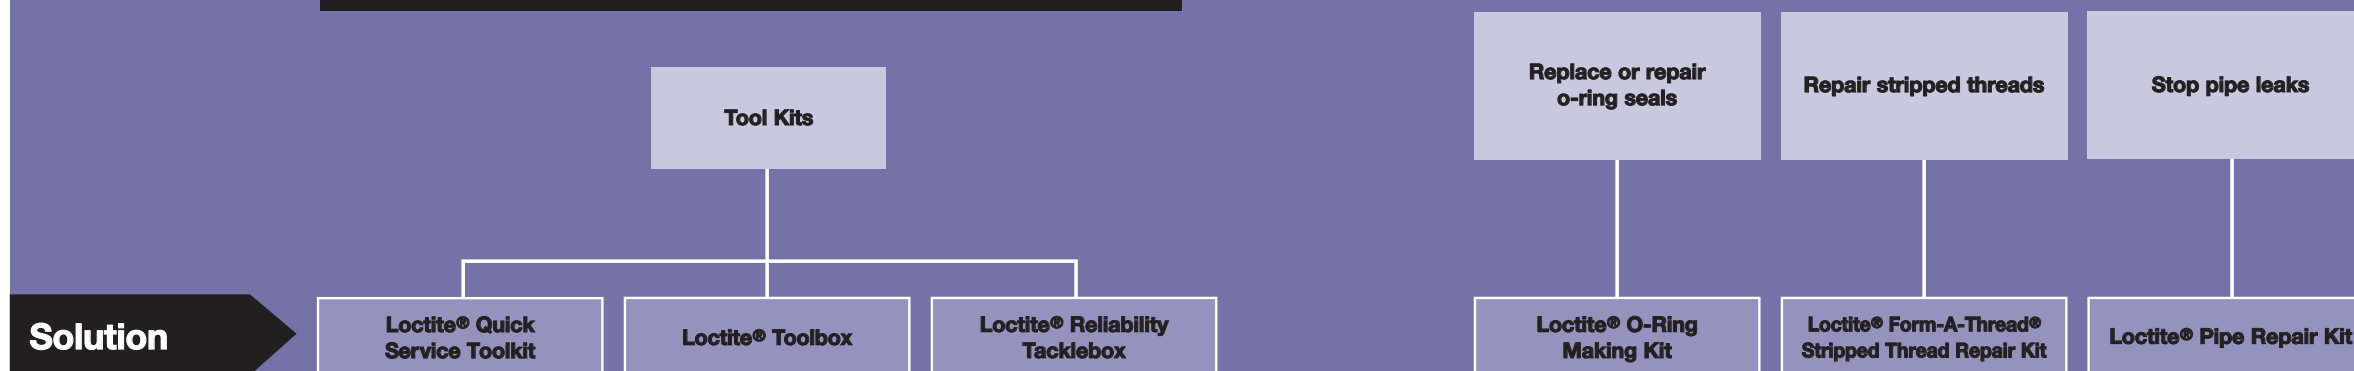 Tool Kits
Replace or repair
o-ring seals
Repair stripped threads
Stop pipe leaks
Solution
Loctite® Quick
Service Toolkit
Loctite® Toolbox
Loctite® Reliability
Tacklebox
Loctite® O-Ring
Making Kit
Loctite® Form-A-Thread®
Stripped Thread Repair Kit
Loctite® Pipe Repair Kit